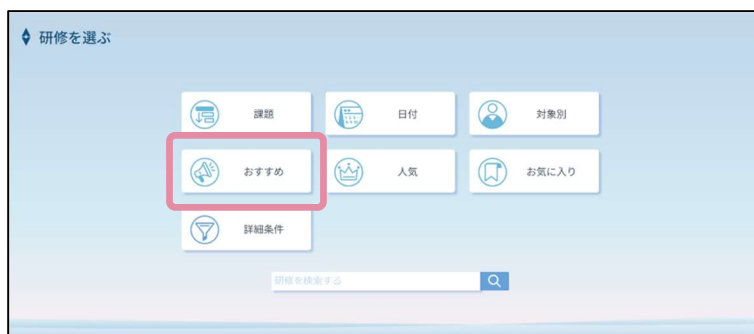 研修を選ぶ
課題
日付
対象別
おすすめ
人気
お気に入り
詳細条件
研修を検索する